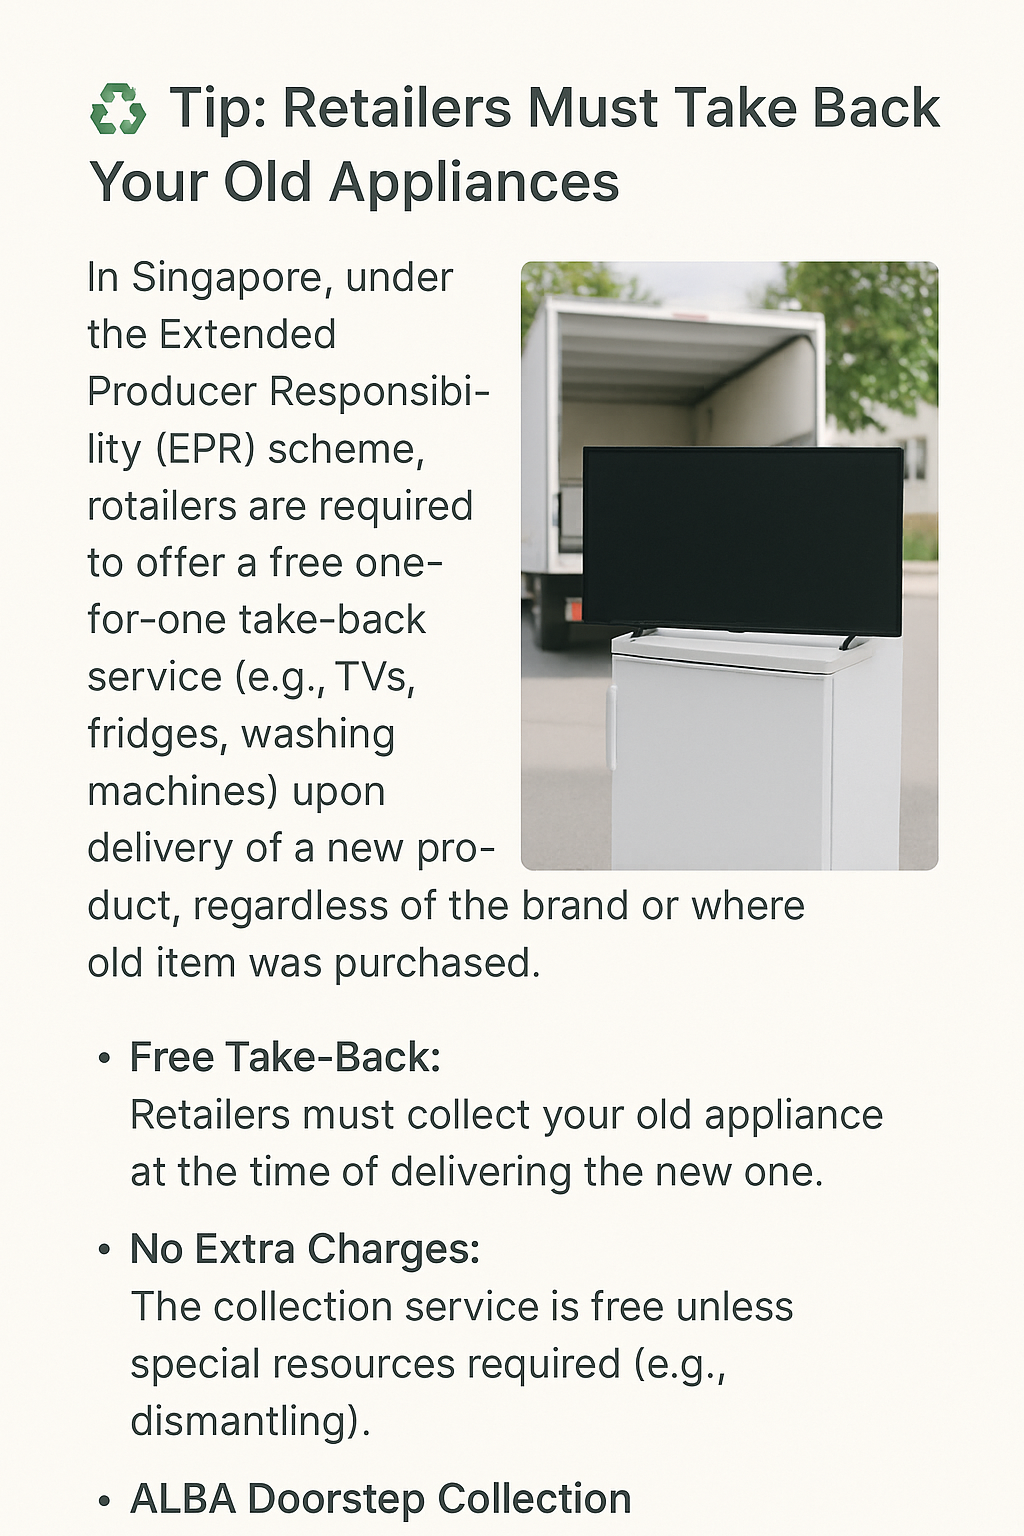 ♻ Tip: Retailers Must Take Back
Your Old Appliances
In Singapore, under
the Extended
Producer Responsibi-
lity (EPR) scheme,
rotailers are required
to offer a free one-
for-one take-back
service (e.g., TVs,
fridges, washing
machines) upon
delivery of a new pro-
duct, regardless of the brand or where
old item was purchased.
• Free Take-Back:
Retailers must collect your old appliance
at the time of delivering the new one.
• No Extra Charges:
The collection service is free unless
special resources required (e.g.,
dismantling).
• ALBA Doorstep Collection